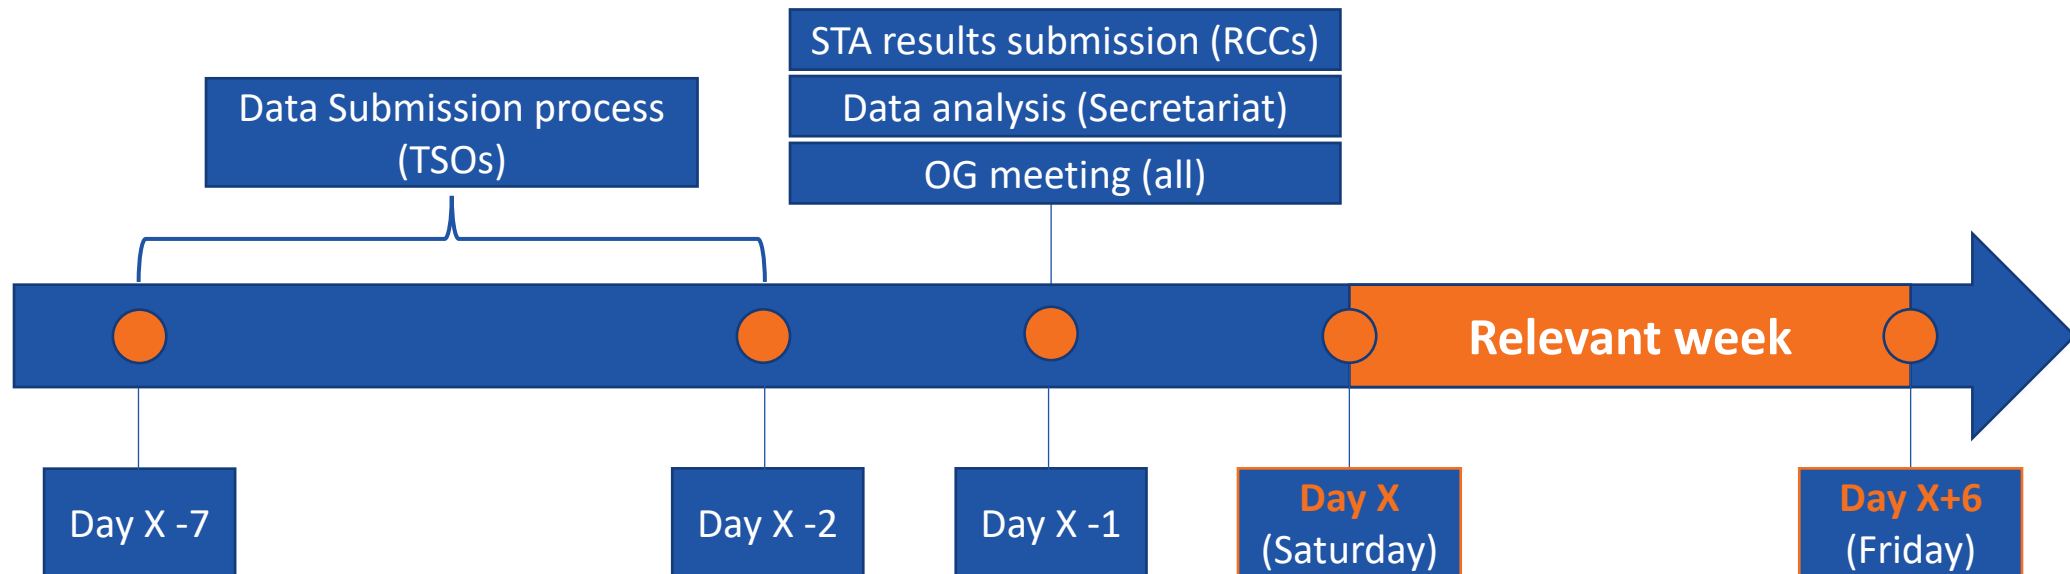 STA results submission (RCCs)
Data Submission process
(TSOs)
Data analysis (Secretariat)
OG meeting (all)
Relevant week
Day X -7
Day X -2
Day X -1
Day X
(Saturday)
Day X+6
(Friday)